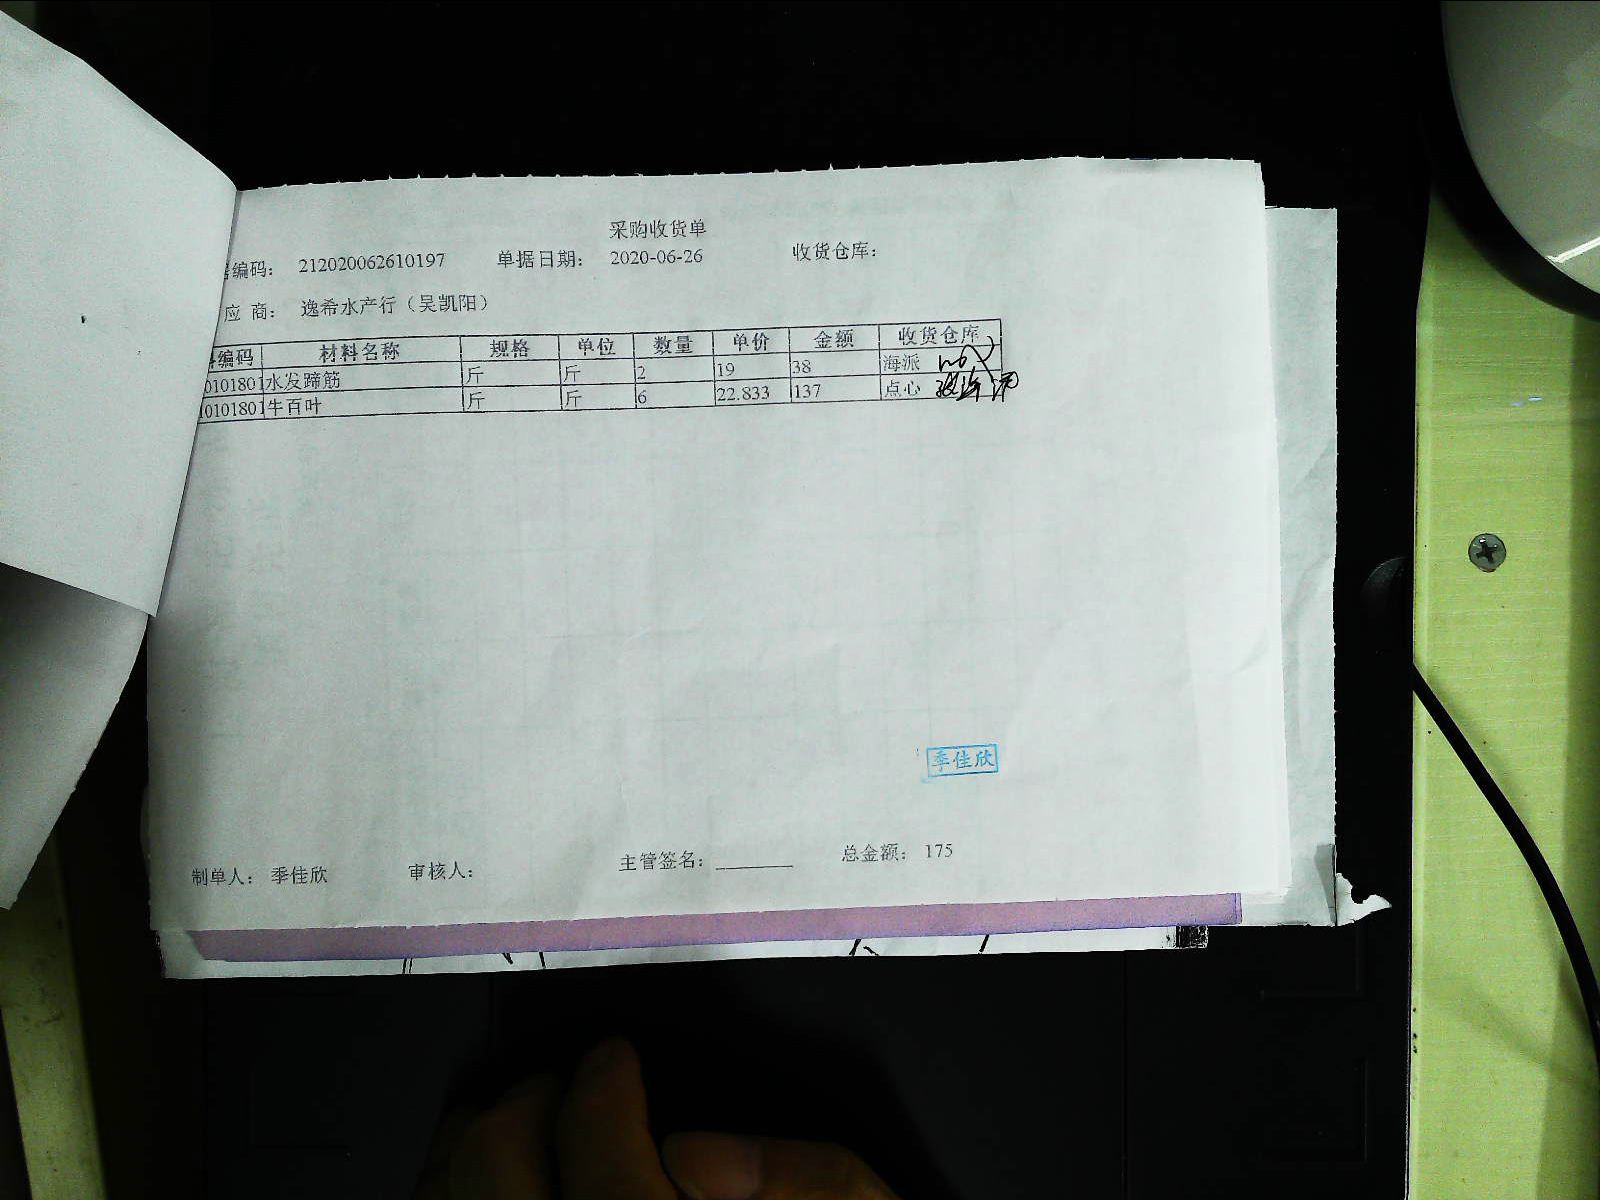 采购收货单
编码： 212020062610197 单据日期： 2020-06-26 收货仓库：
应 商： 逸希水产行（吴凯阳）
编码 材料名称 规格 单位 数量 单价 金额 收货仓库
0101801 水发蹄筋 斤 斤 2 19 38 海派
10101801 牛百叶 斤 斤 6 22.833 137 点心
季佳欣
制单人： 季佳欣 审核人： 主管签名： 总金额： 175